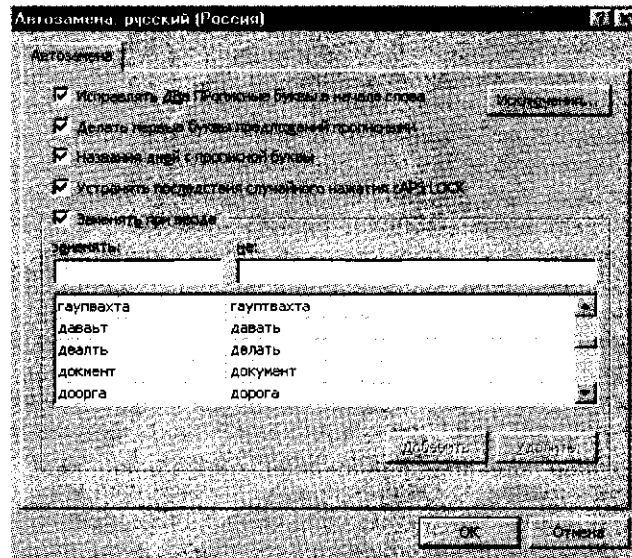 Автозамена: русский (Россия)
Автозамена
Исправлять ДВе ПРописные буквы в начале слова
Исключения...
Делать первые буквы предложений прописными
Названия дней с прописной буквы
Устранять последствия случайного нажатия cAPS LOCK
Заменять при вводе
заменять: на:
гаупвахта гауптвахта
даваьт давать
деалть делать
докмент документ
доорга дорога
Добавить Удалить
ОК Отмена